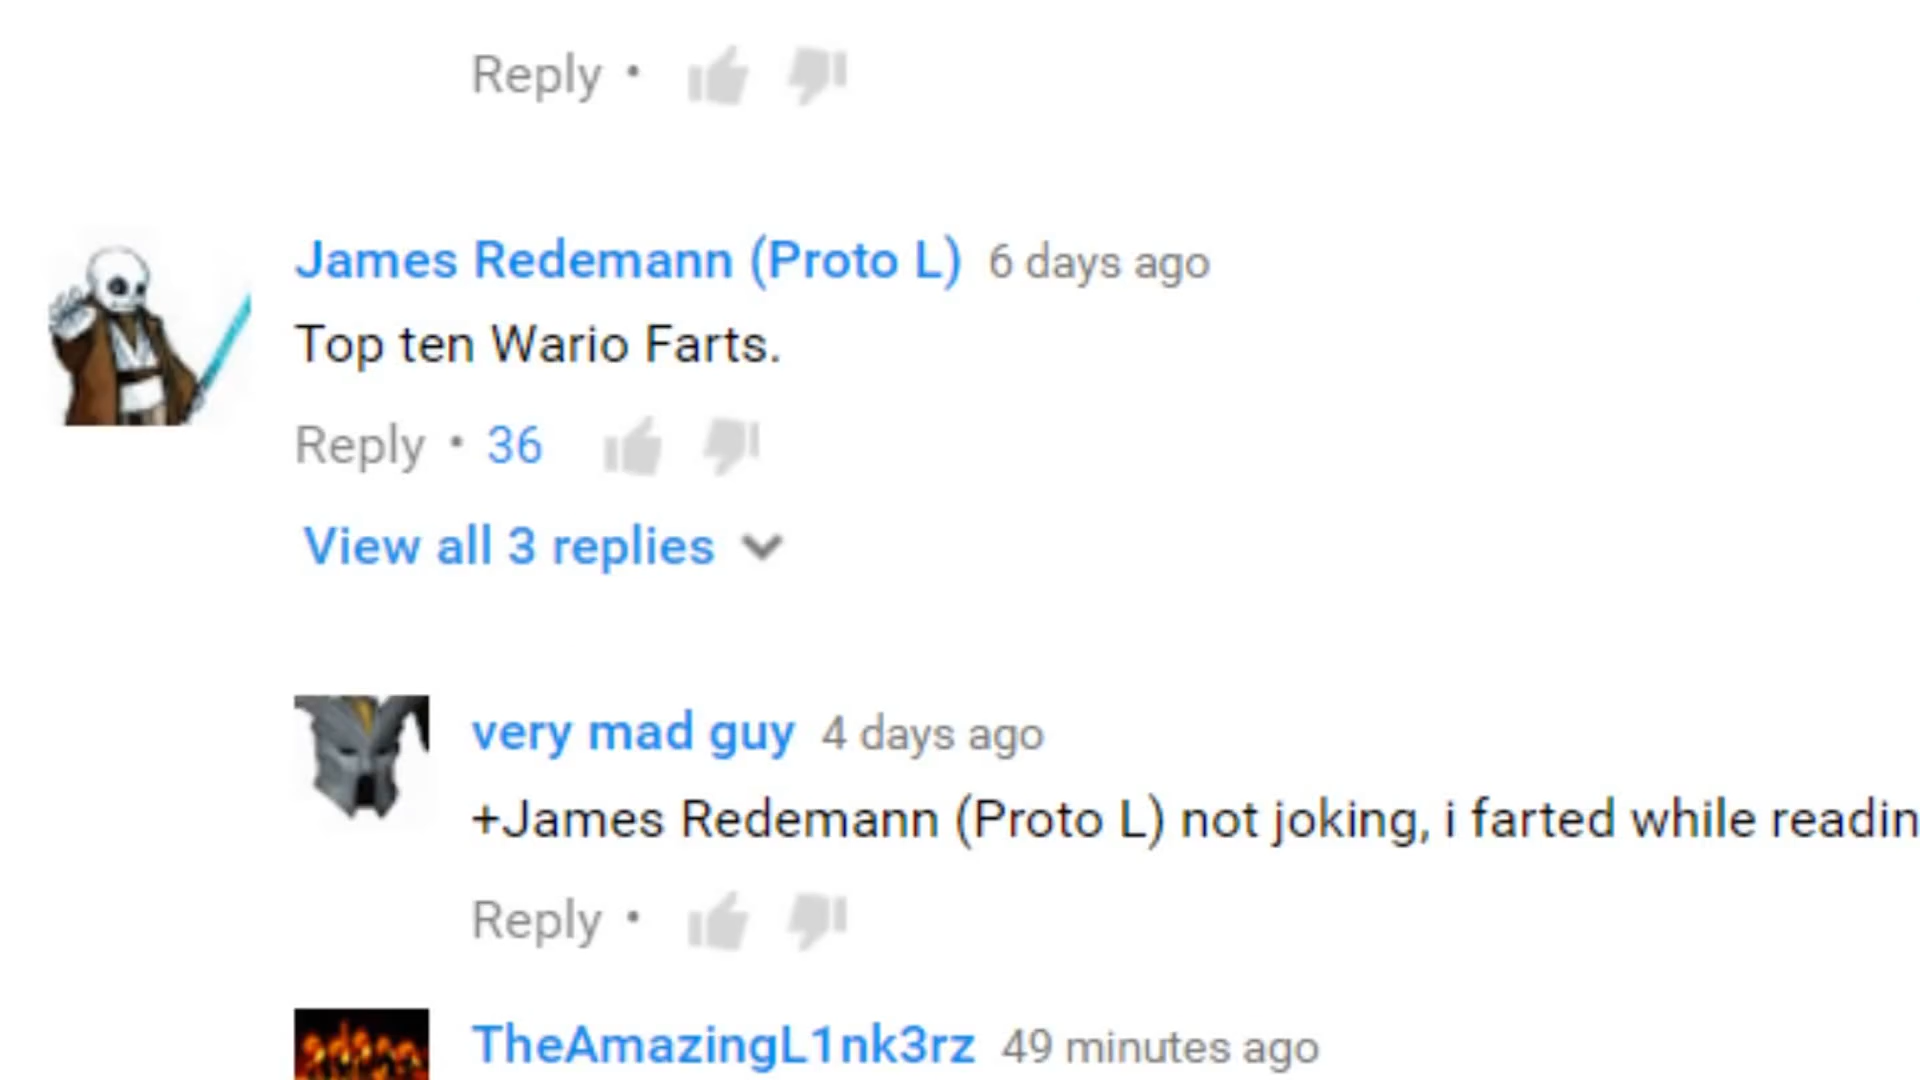 Reply •
James Redemann (Proto L) 6 days ago
Top ten Wario Farts.
Reply • 36
View all 3 replies
very mad guy 4 days ago
+James Redemann (Proto L) not joking, i farted while readin
Reply •
TheAmazingL1nk3rz 49 minutes ago